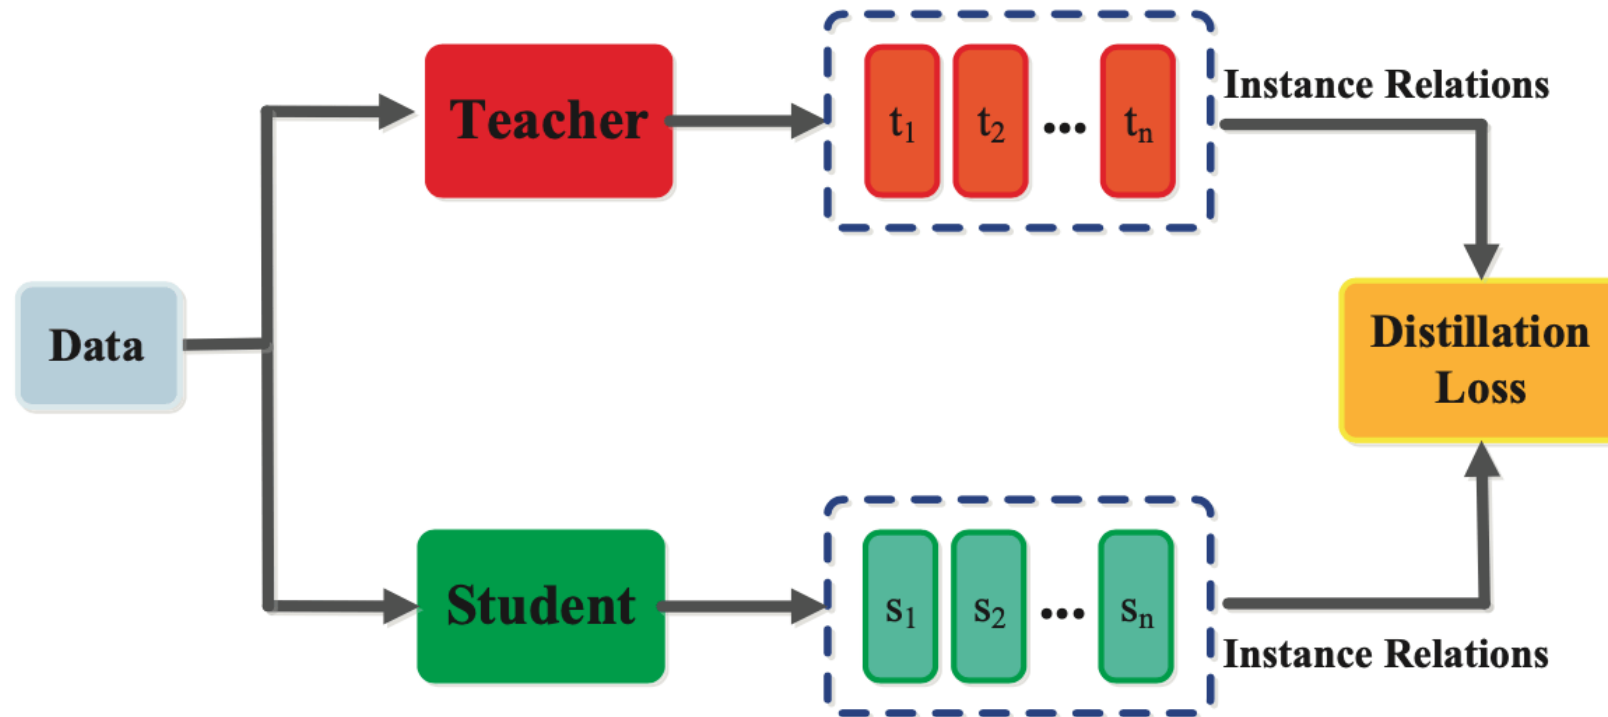 Teacher
t1 t2 ... tn
Instance Relations
Data
Distillation
Loss
Student
s1 s2 ... sn
Instance Relations